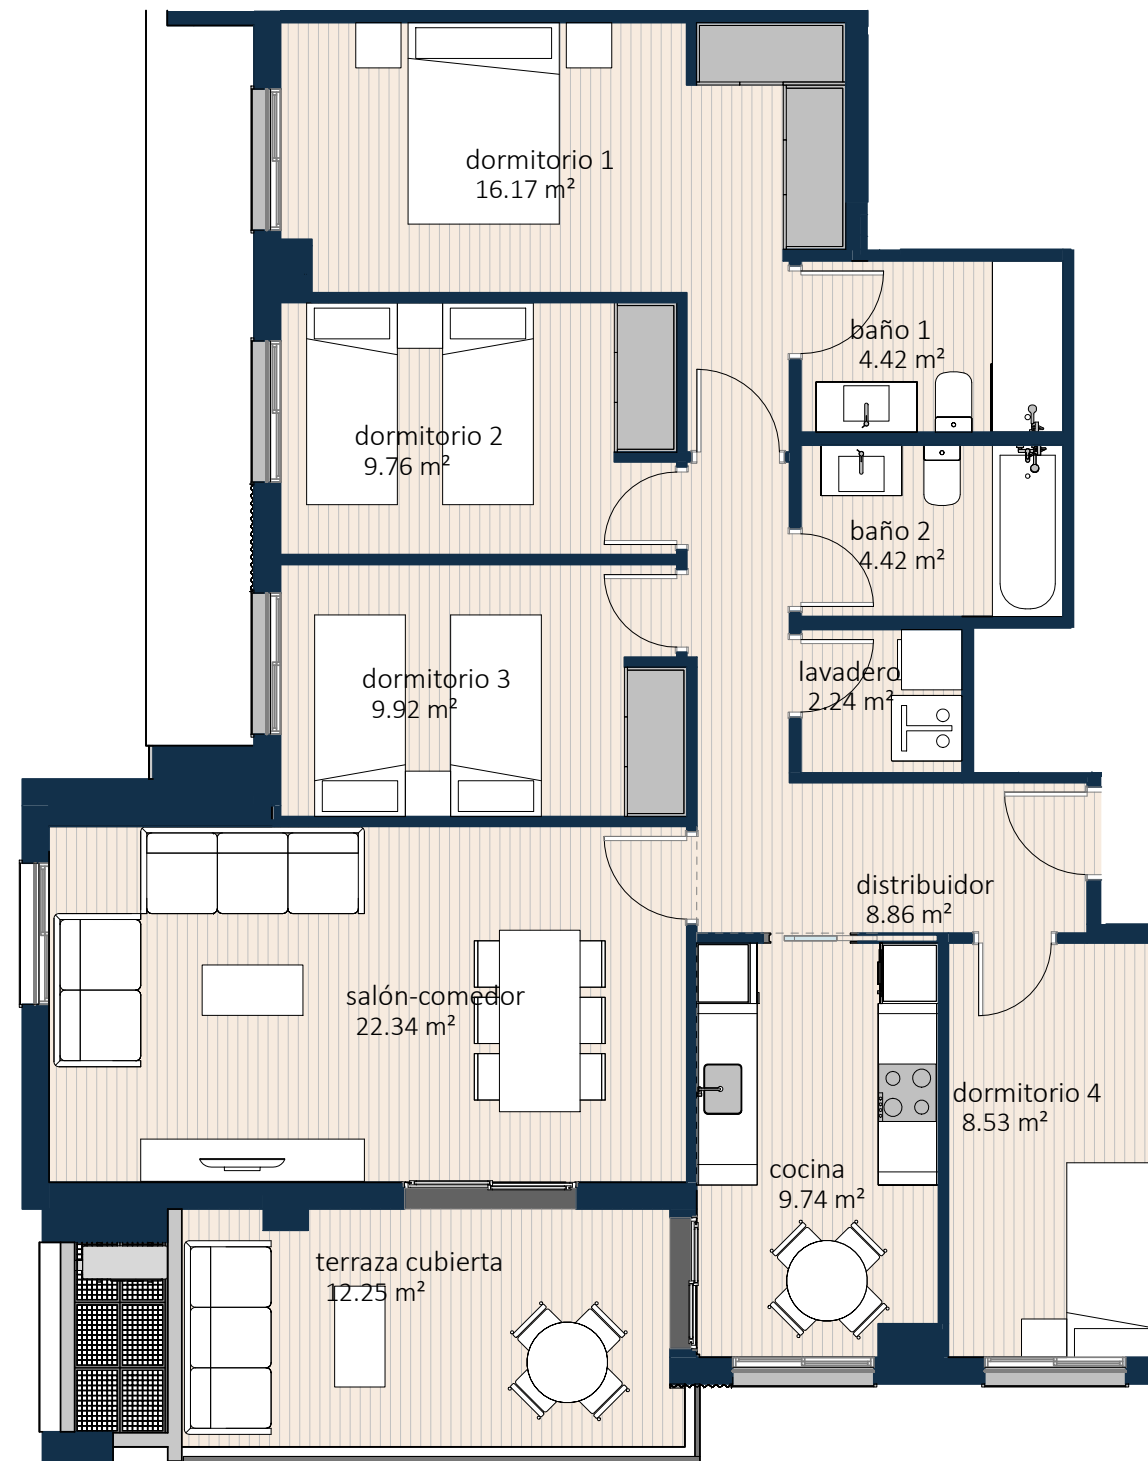 dormitorio 1
16.17 m²
baño 1
4.42 m²
dormitorio 2
9.76 m²
baño 2
4.42 m²
dormitorio 3
9.92 m²
lavadero
2.24 m²
distribuidor
8.86 m²
salón-comedor
22.34 m²
dormitorio 4
8.53 m²
cocina
9.74 m²
terraza cubierta
12.25 m²